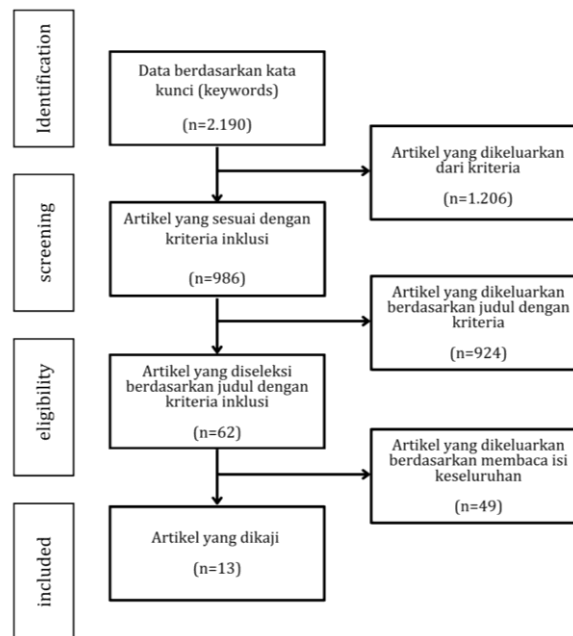 Identification
Data berdasarkan kata
kunci (keywords)
(n=2.190)
Artikel yang dikeluarkan
dari kriteria
(n=1.206)
screening
Artikel yang sesuai dengan
kriteria inklusi
(n=986)
Artikel yang dikeluarkan
berdasarkan judul dengan
kriteria
(n=924)
eligibility
Artikel yang diseleksi
berdasarkan judul dengan
kriteria inklusi
(n=62)
Artikel yang dikeluarkan
berdasarkan membaca isi
keseluruhan
(n=49)
included
Artikel yang dikaji
(n=13)